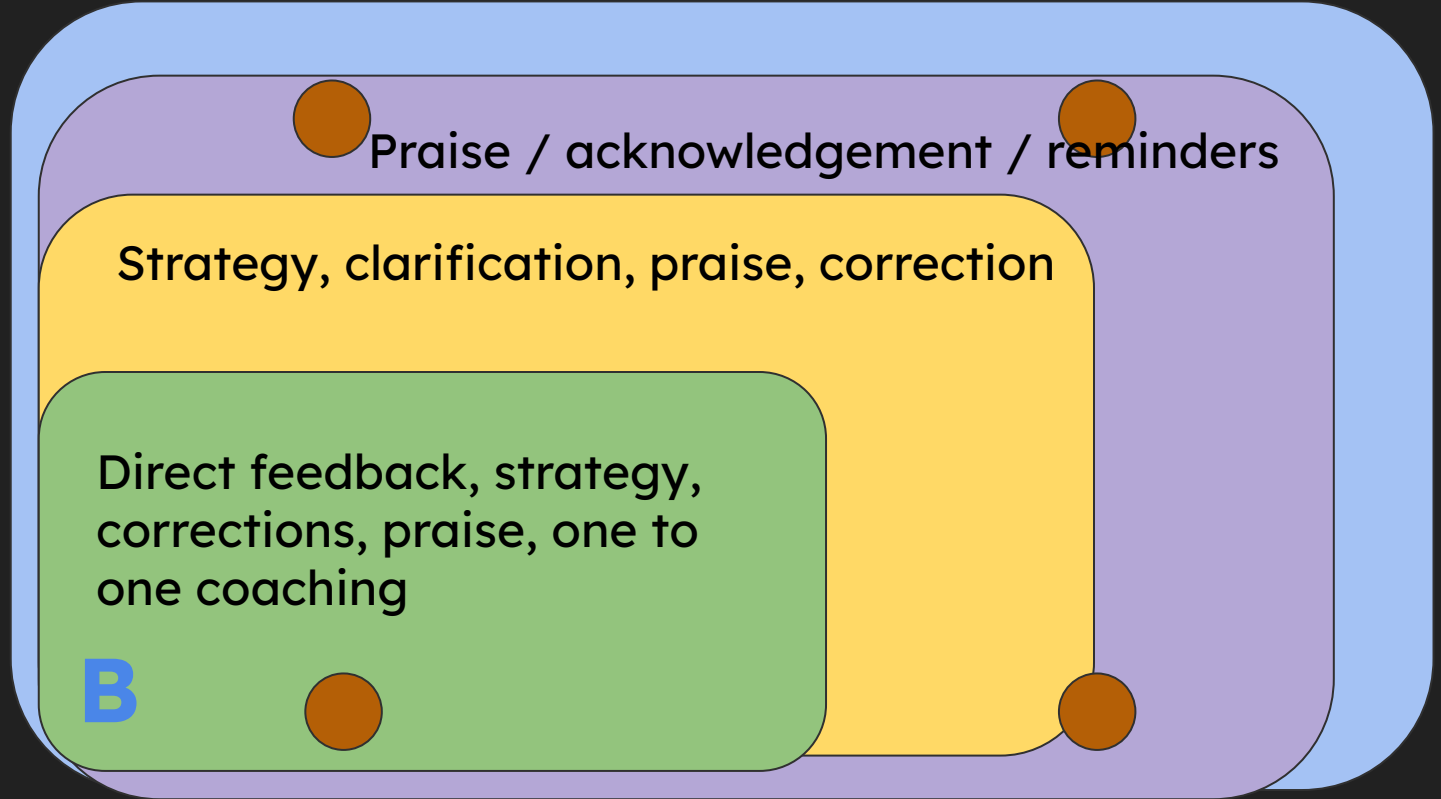 Praise / acknowledgement / reminders
Strategy, clarification, praise, correction
Direct feedback, strategy,
corrections, praise, one to
one coaching
B